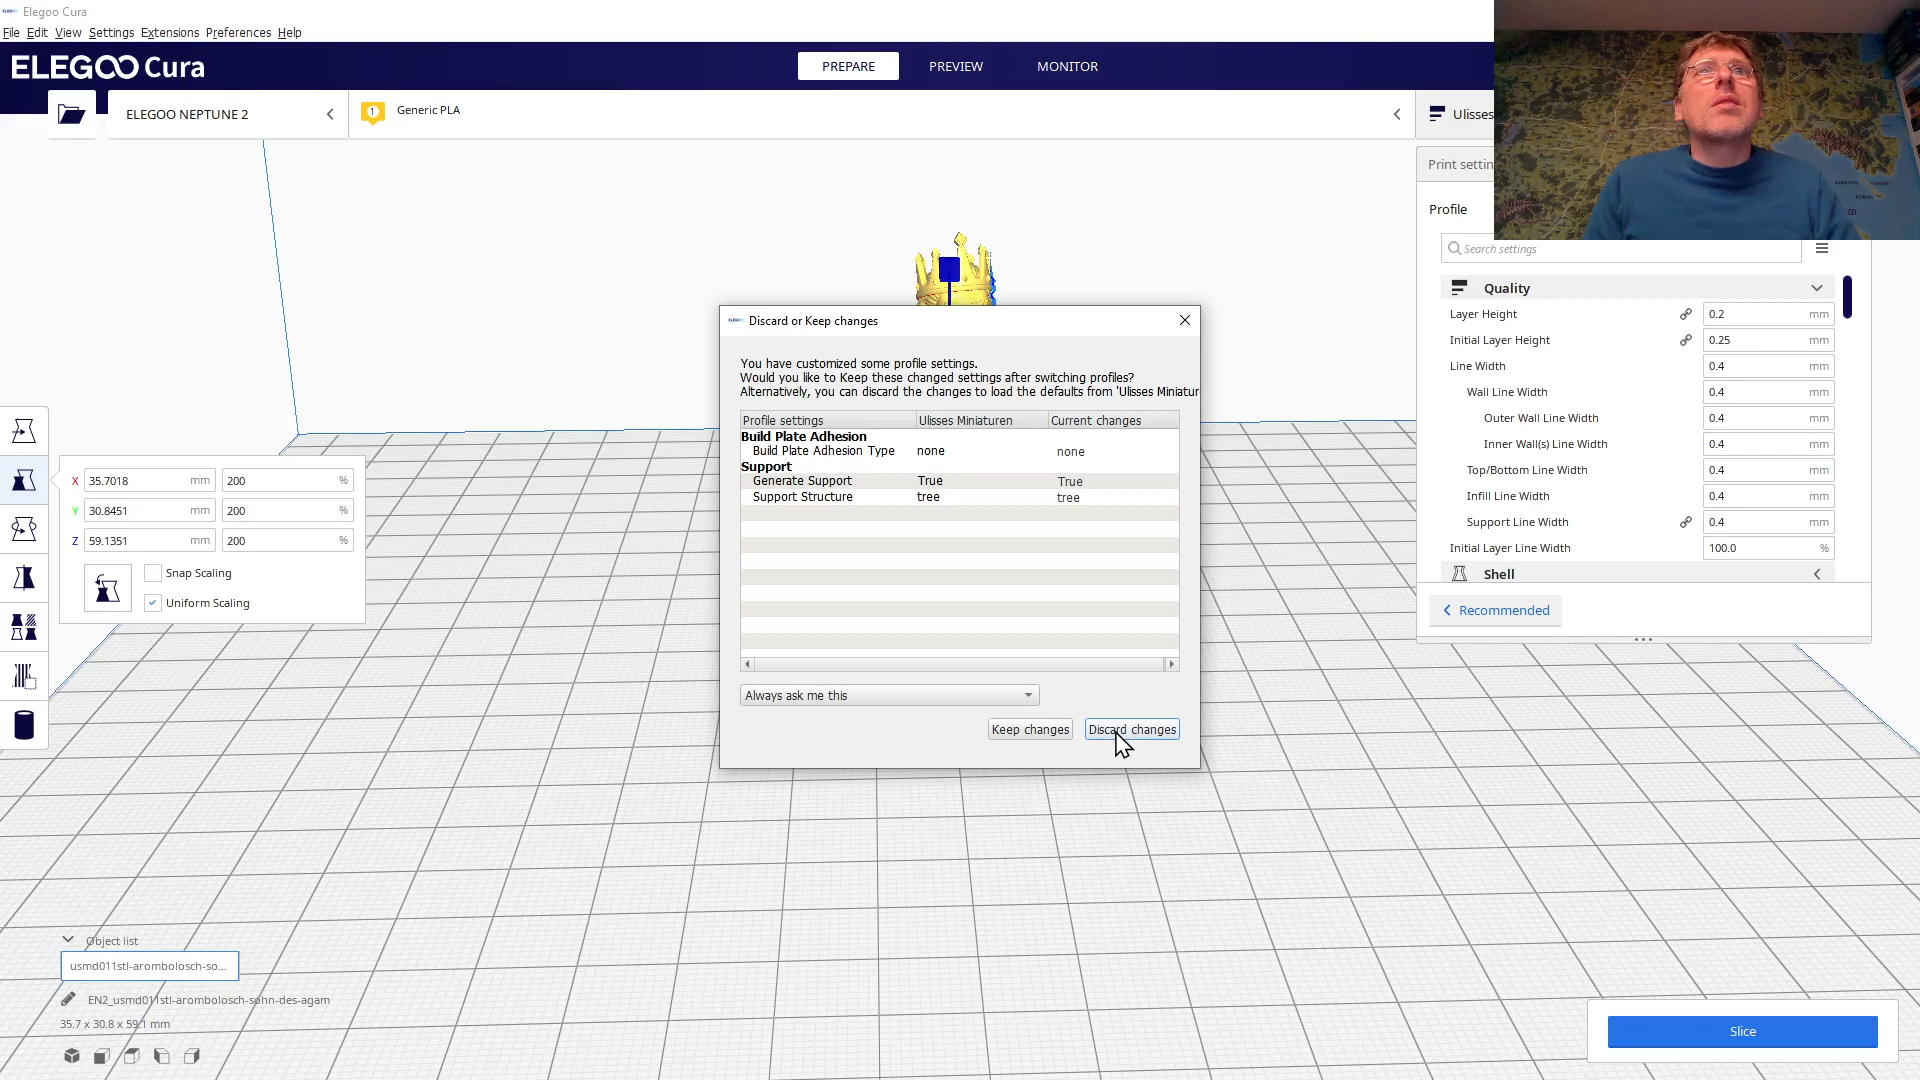 Elegoo Cura
File Edit View Settings Extensions Preferences Help
ELEGOO Cura
PREPARE PREVIEW MONITOR
ELEGOO NEPTUNE 2
1 Generic PLA
Ulisses
Print settin
Profile
Search settings
Quality
Layer Height 0.2 mm
Initial Layer Height 0.25 mm
Line Width 0.4 mm
Wall Line Width 0.4 mm
Outer Wall Line Width 0.4 mm
Inner Wall(s) Line Width 0.4 mm
Top/Bottom Line Width 0.4 mm
Infill Line Width 0.4 mm
Support Line Width 0.4 mm
Initial Layer Line Width 100.0 %
Shell
Recommended
Discard or Keep changes
You have customized some profile settings.
Would you like to Keep these changed settings after switching profiles?
Alternatively, you can discard the changes to load the defaults from 'Ulisses Miniatur
Profile settings Ulisses Miniaturen Current changes
Build Plate Adhesion
Build Plate Adhesion Type none none
Support
Generate Support True True
Support Structure tree tree
Always ask me this
Keep changes Discard changes
X 35.7018 mm 200 %
Y 30.8451 mm 200 %
Z 59.1351 mm 200 %
Snap Scaling
Uniform Scaling
Object list
usmd011stl-arombolosch-so...
EN2_usmd011stl-arombolosch-sohn-des-agam
35.7 x 30.8 x 59.1 mm
Slice